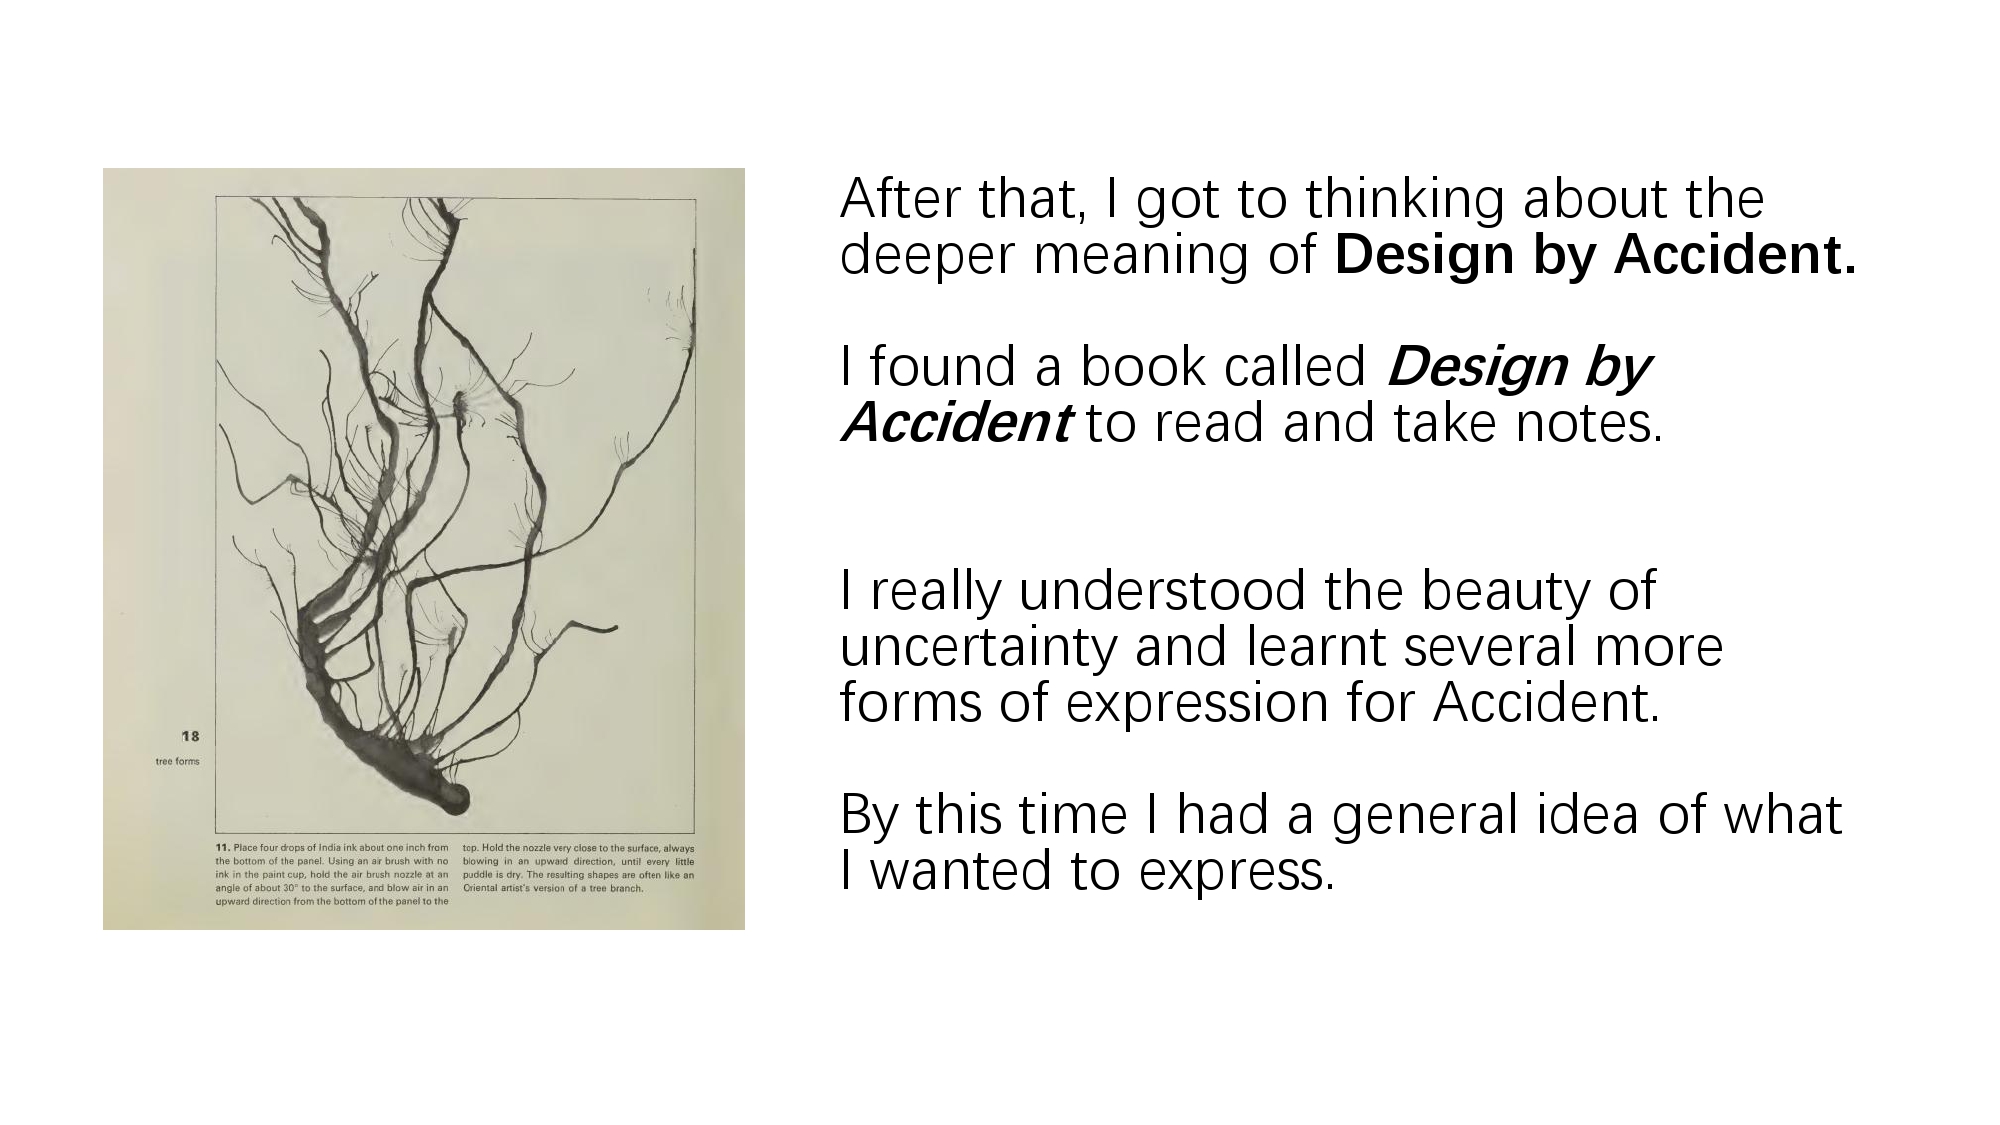 18
tree forms
11. Place four drops of India ink about one inch from
the bottom of the panel. Using an air brush with no
ink in the paint cup, hold the air brush nozzle at an
angle of about 30° to the surface, and blow air in an
upward direction from the bottom of the panel to the
top. Hold the nozzle very close to the surface, always
blowing in an upward direction, until every little
puddle is dry. The resulting shapes are often like an
Oriental artist's version of a tree branch.
After that, I got to thinking about the
deeper meaning of Design by Accident.
I found a book called Design by
Accident to read and take notes.
I really understood the beauty of
uncertainty and learnt several more
forms of expression for Accident.
By this time I had a general idea of what
I wanted to express.